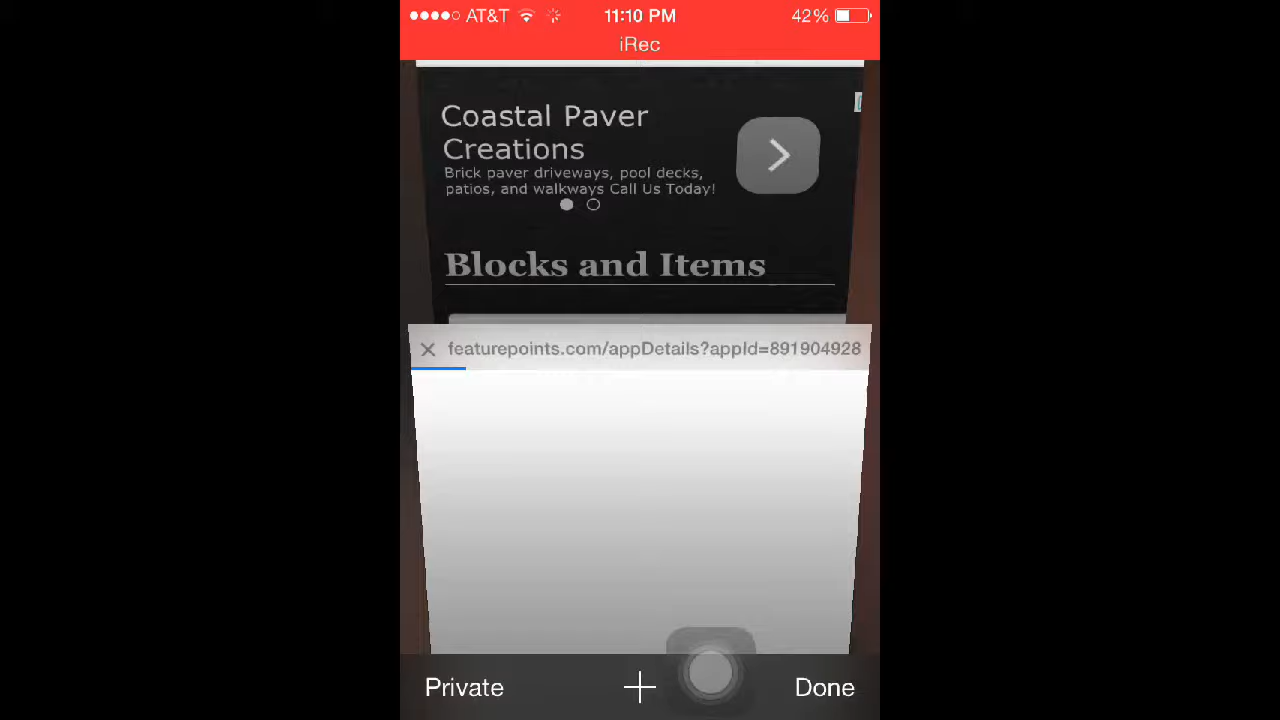 AT&T 11:10 PM 42%
iRec
Coastal Paver
Creations
Brick paver driveways, pool decks,
patios, and walkways Call Us Today!
Blocks and Items
featurepoints.com/appDetails?appId=891904928
Private + Done